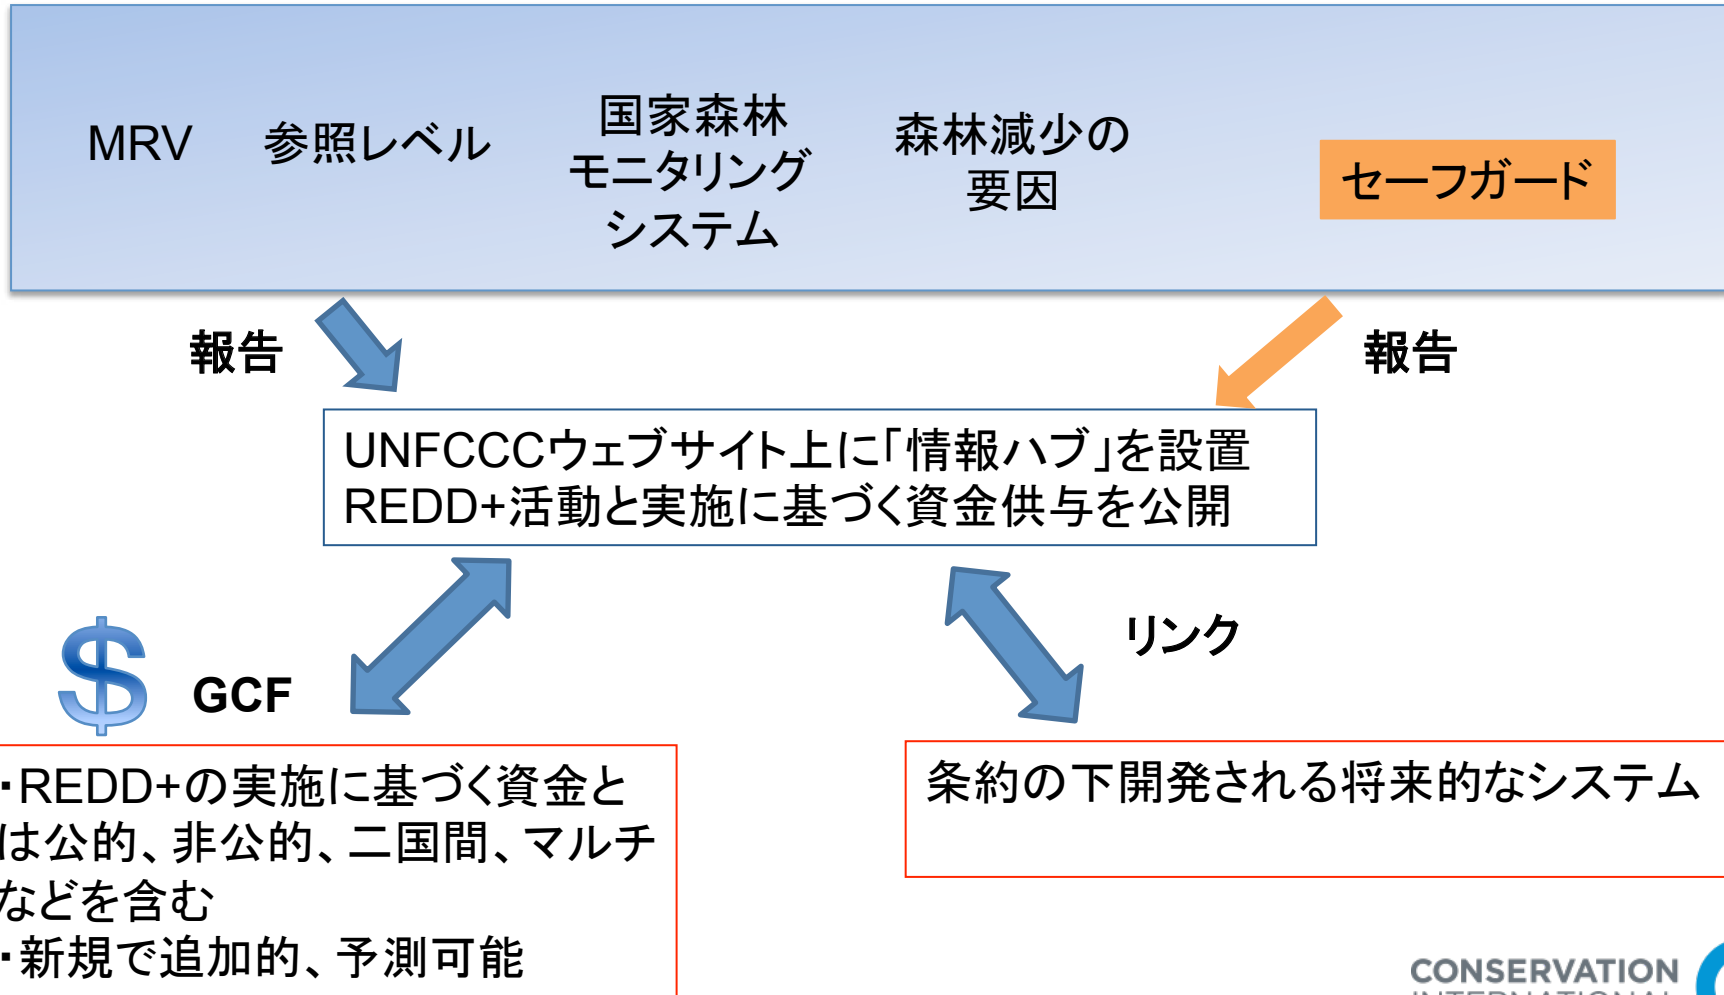 MRV
参照レベル
国家森林
モニタリング
システム
森林減少の
要因
セーフガード
報告
報告
UNFCCCウェブサイト上に「情報ハブ」を設置
REDD+活動と実施に基づく資金供与を公開
$
GCF
リンク
・REDD+の実施に基づく資金と
は公的、非公的、二国間、マルチ
などを含む
・新規で追加的、予測可能
条約の下開発される将来的なシステム
CONSERVATION
INTERNATIONAL